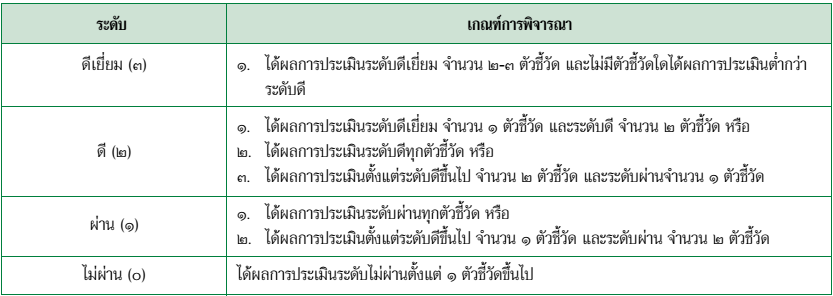 ระดับ
เกณฑ์การพิจารณา
ดีเยี่ยม (๓)
๑. ได้ผลการประเมินระดับดีเยี่ยม จำนวน ๒-๓ ตัวชี้วัด และไม่มีตัวชี้วัดใดได้ผลการประเมินต่ำกว่า
ระดับดี
ดี (๒)
๑. ได้ผลการประเมินระดับดีเยี่ยม จำนวน ๑ ตัวชี้วัด และระดับดี จำนวน ๒ ตัวชี้วัด หรือ
๒. ได้ผลการประเมินระดับดีทุกตัวชี้วัด หรือ
๓. ได้ผลการประเมินตั้งแต่ระดับดีขึ้นไป จำนวน ๒ ตัวชี้วัด และระดับผ่านจำนวน ๑ ตัวชี้วัด
ผ่าน (๑)
๑. ได้ผลการประเมินระดับผ่านทุกตัวชี้วัด หรือ
๒. ได้ผลการประเมินตั้งแต่ระดับดีขึ้นไป จำนวน ๑ ตัวชี้วัด และระดับผ่าน จำนวน ๒ ตัวชี้วัด
ไม่ผ่าน (๐)
ได้ผลการประเมินระดับไม่ผ่านตั้งแต่ ๑ ตัวชี้วัดขึ้นไป